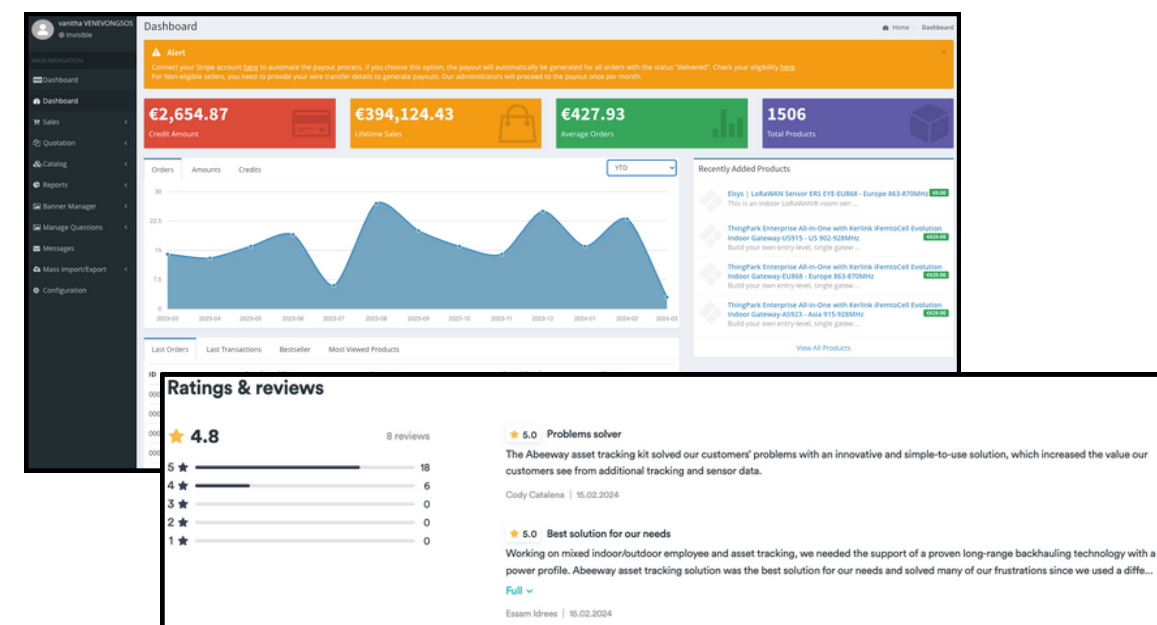 vanitha VENEVONGSOS
Invisible
MAIN NAVIGATION
Dashboard
Dashboard
Sales
Quotation
Catalog
Reports
Banner Manager
Manage Questions
Messages
Mass Import/Export
Configuration
Dashboard
Home
Dashboard
Alert
Connect your Stripe account here to automate the payout process. If you choose this option, the payout will automatically be generated for all orders with the status "delivered". Check your eligibility here.
For Non-eligible sellers, you need to provide your wire transfer details to generate payouts. Our administrators will proceed to the payout once per month.
€2,654.87
Credit Amount
€394,124.43
Lifetime Sales
€427.93
Average Orders
1506
Total Products
Orders Amounts Credits
YTD
30
22.5
15
7.5
0
2023-03 2023-04 2023-05 2023-06 2023-07 2023-08 2023-09 2023-10 2023-11 2023-12 2024-01 2024-02 2024-03
Recently Added Products
Elsys | LoRaWAN Sensor ERS EYE-EU868 - Europe 863-870MHz €0.00
This is an indoor LoRaWAN® room sen ...
ThingPark Enterprise All-in-One with Kerlink iFemtoCell Evolution
Indoor Gateway-US915 - US 902-928MHz €629.00
Build your own entry-level, single gatew ...
ThingPark Enterprise All-in-One with Kerlink iFemtoCell Evolution
Indoor Gateway-EU868 - Europe 863-870MHz €629.00
Build your own entry-level, single gatew ...
ThingPark Enterprise All-in-One with Kerlink iFemtoCell Evolution
Indoor Gateway-AS923 - Asia 915-928MHz €629.00
Build your own entry-level, single gatew ...
View All Products
Last Orders Last Transactions Bestseller Most Viewed Products
ID
Ratings & reviews
4.8
8 reviews
5 ★ 18
4 ★ 6
3 ★ 0
2 ★ 0
1 ★ 0
★ 5.0 Problems solver
The Abeeway asset tracking kit solved our customers' problems with an innovative and simple-to-use solution, which increased the value our
customers see from additional tracking and sensor data.
Cody Catalena | 15.02.2024
★ 5.0 Best solution for our needs
Working on mixed indoor/outdoor employee and asset tracking, we needed the support of a proven long-range backhauling technology with a
power profile. Abeeway asset tracking solution was the best solution for our needs and solved many of our frustrations since we used a diffe...
Full
Essam Idrees | 15.02.2024